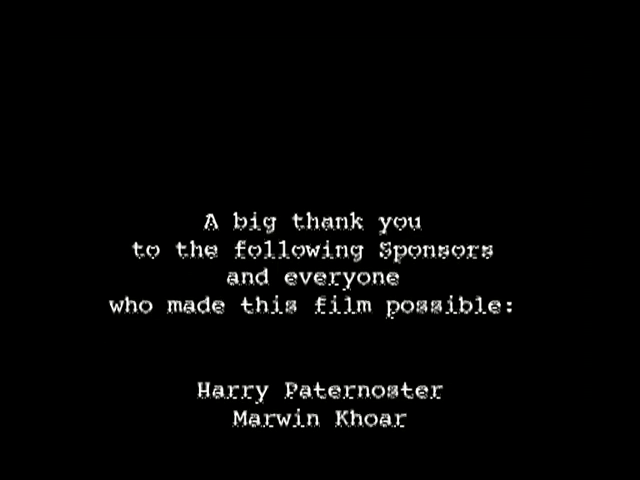 A big thank you
to the following Sponsors
and everyone
who made this film possible:
Harry Paternoster
Marwin Khoar